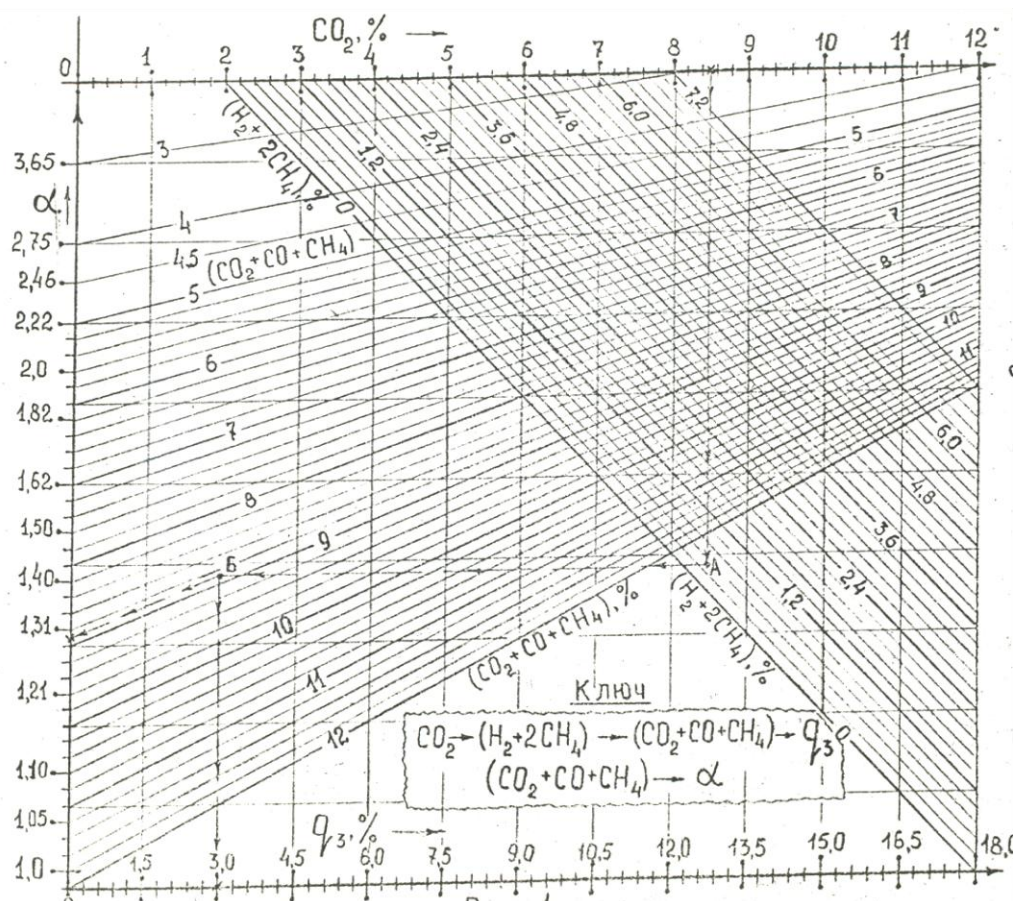 CO₂, % →
0 1 2 3 4 5 6 7 8 9 10 11 12
(H₂+2CH₄), % 0 1,2 2,4 3,6 4,8 6,0 7,2
α
3,65
2,75
2,46
2,22
2,0
1,82
1,62
1,50
1,40
1,31
1,21
1,10
1,05
1,0
3
4
4,5 (CO₂+CO+CH₄)
5
6
7
8
9
10
11
12
5
6
7
8
9
10
11
Б
А
6,0
4,8
3,6
2,4
1,2
0
(CO₂+CO+CH₄), %
(H₂+2CH₄), %
Ключ
CO₂→(H₂+2CH₄)→(CO₂+CO+CH₄)→q₃
(CO₂+CO+CH₄)→α
q₃, % →
1,5 3,0 4,5 6,0 7,5 9,0 10,5 12,0 13,5 15,0 16,5 18,0